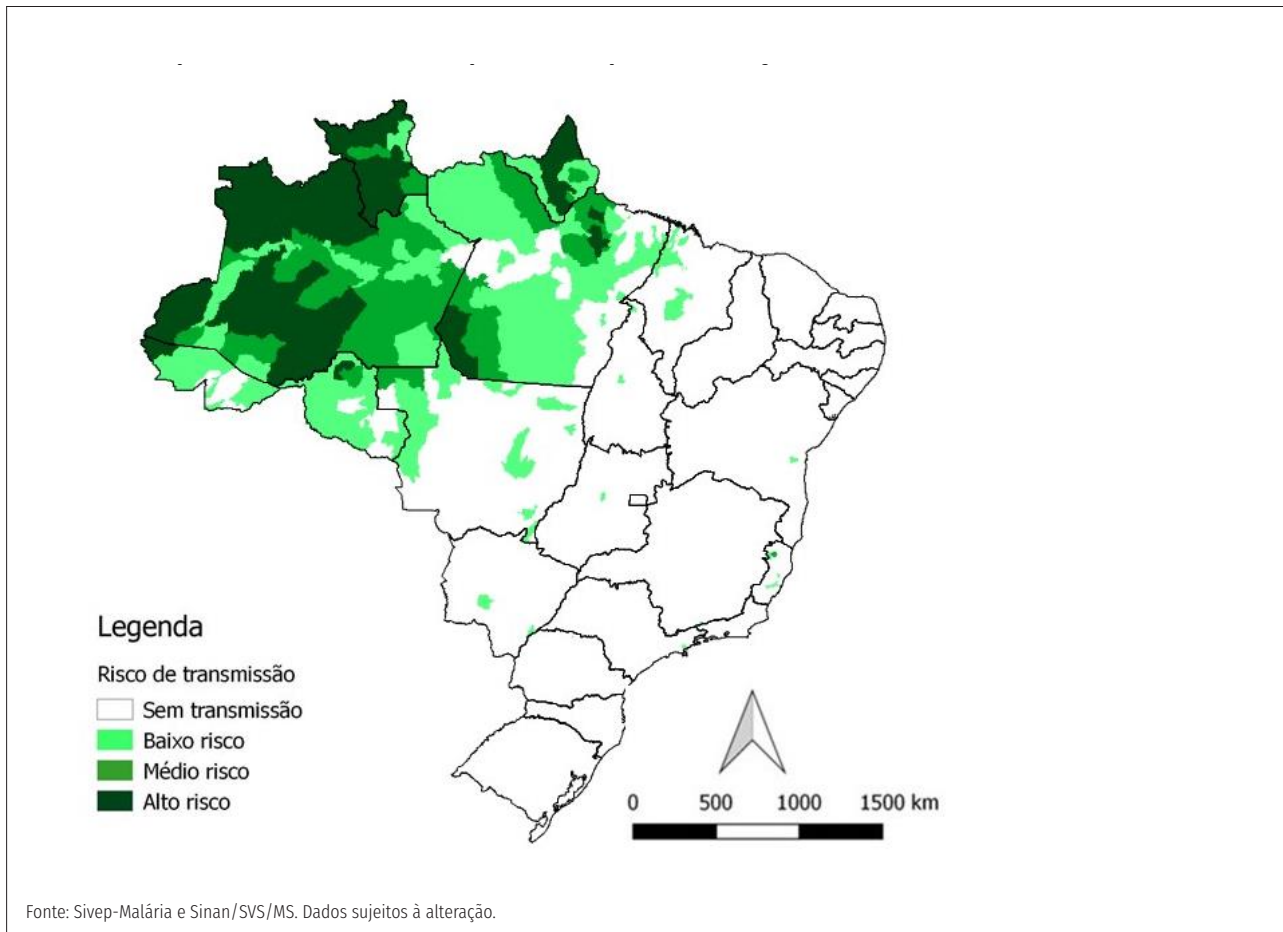 Legenda
Risco de transmissão
Sem transmissão
Baixo risco
Médio risco
Alto risco
0 500 1000 1500 km
Fonte: Sivep-Malária e Sinan/SVS/MS. Dados sujeitos à alteração.